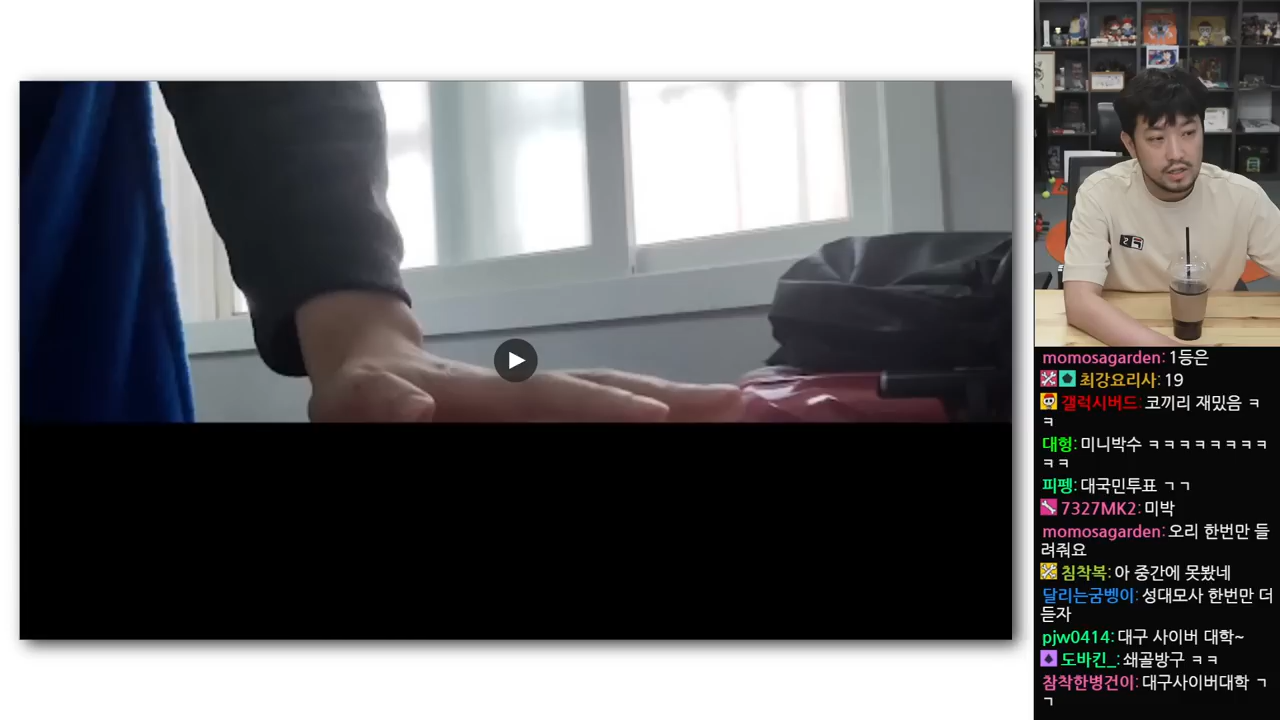 momosagarden: 1등은
최강요리사: 19
갤럭시버드: 코끼리 재밌음 ㅋ
ㅋ
대형: 미니박수 ㅋㅋㅋㅋㅋㅋㅋㅋ
ㅋㅋ
피펭: 대국민투표 ㄱㄱ
7327MK2: 미박
momosagarden: 오리 한번만 들
려줘요
침착복: 아 중간에 못봤네
달리는굼벵이: 성대모사 한번만 더
듣자
pjw0414: 대구 사이버 대학~
도바킨_: 쇄골방구 ㅋㅋ
참착한병건이: 대구사이버대학 ㄱ
ㄱ